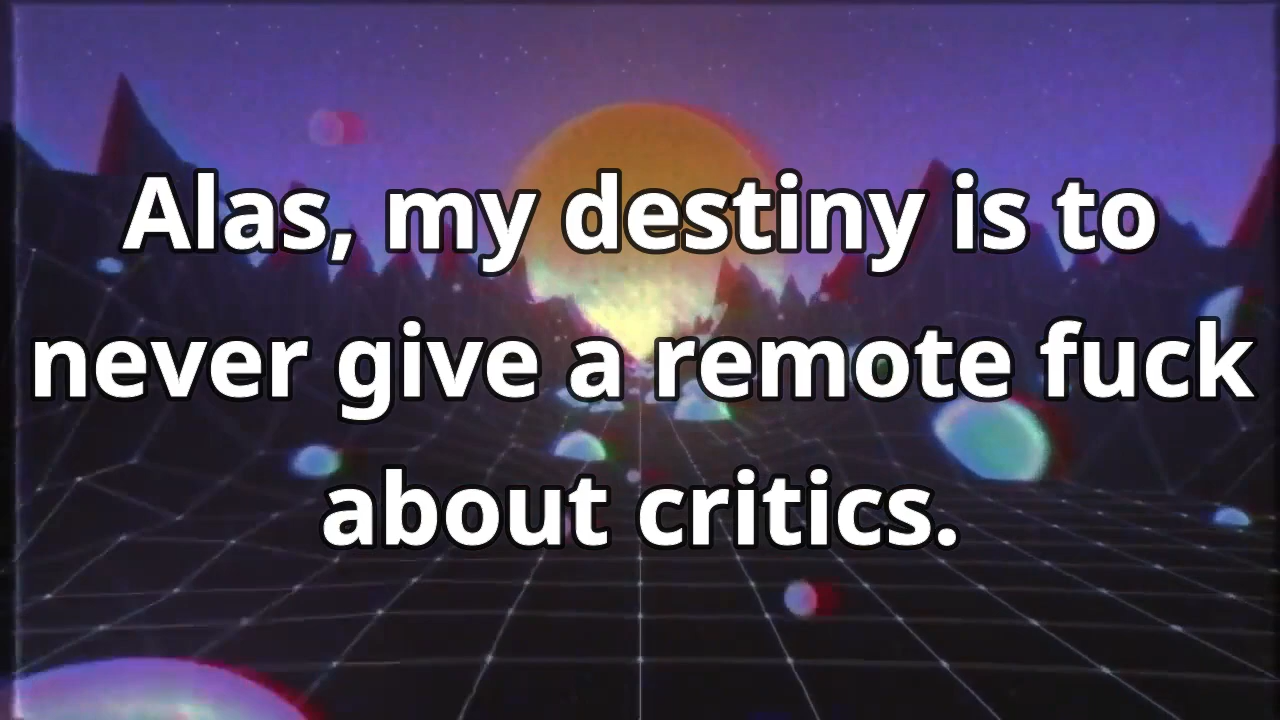 Alas, my destiny is to
never give a remote fuck
about critics.